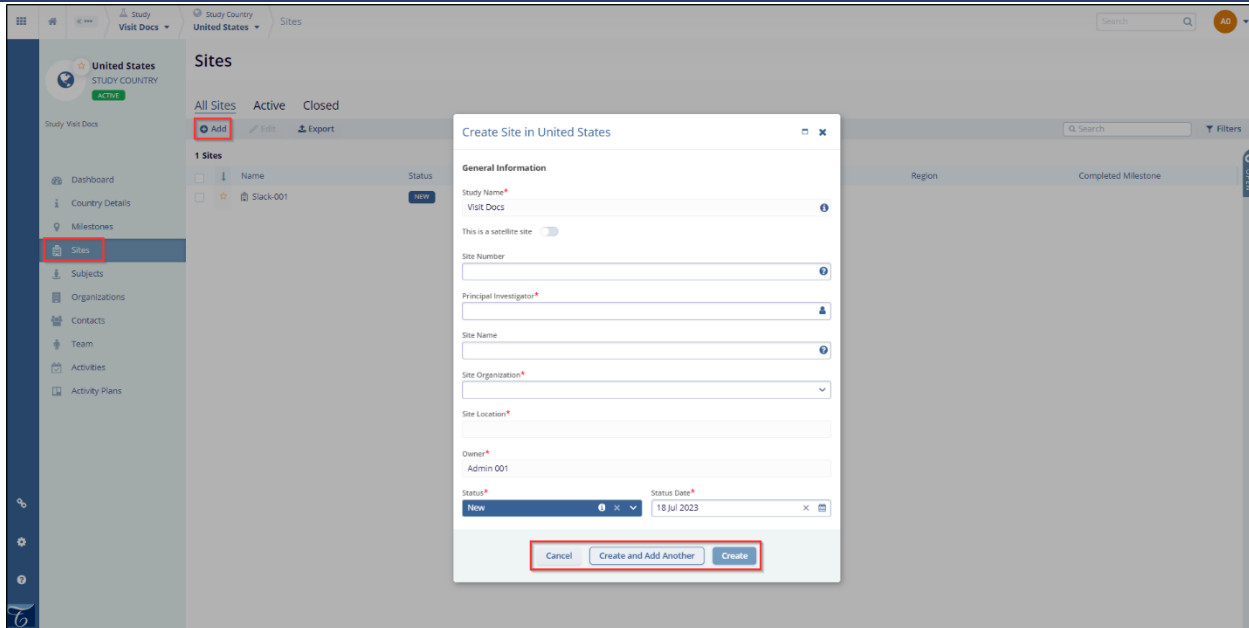 Study
Visit Docs
Study Country
United States
Sites
Search
AO
United States
STUDY COUNTRY
ACTIVE
Study Visit Docs
Dashboard
Country Details
Milestones
Sites
Subjects
Organizations
Contacts
Team
Activities
Activity Plans
Sites
All Sites Active Closed
Add Edit Export
Search
Filters
1 Sites
Name Status Region Completed Milestone
Slack-001 NEW
Create Site in United States
General Information
Study Name*
Visit Docs
This is a satellite site
Site Number
Principal Investigator*
Site Name
Site Organization*
Site Location*
Owner*
Admin 001
Status* Status Date*
New 18 Jul 2023
Cancel Create and Add Another Create